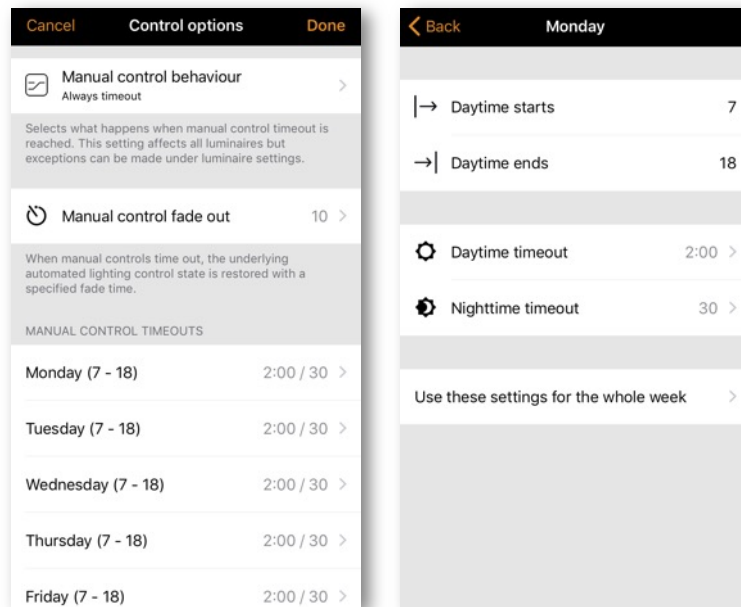 Cancel Control options Done
Manual control behaviour
Always timeout
Selects what happens when manual control timeout is
reached. This setting affects all luminaires but
exceptions can be made under luminaire settings.
Manual control fade out 10
When manual controls time out, the underlying
automated lighting control state is restored with a
specified fade time.
MANUAL CONTROL TIMEOUTS
Monday (7 - 18) 2:00 / 30
Tuesday (7 - 18) 2:00 / 30
Wednesday (7 - 18) 2:00 / 30
Thursday (7 - 18) 2:00 / 30
Friday (7 - 18) 2:00 / 30
Back Monday
Daytime starts 7
Daytime ends 18
Daytime timeout 2:00
Nighttime timeout 30
Use these settings for the whole week